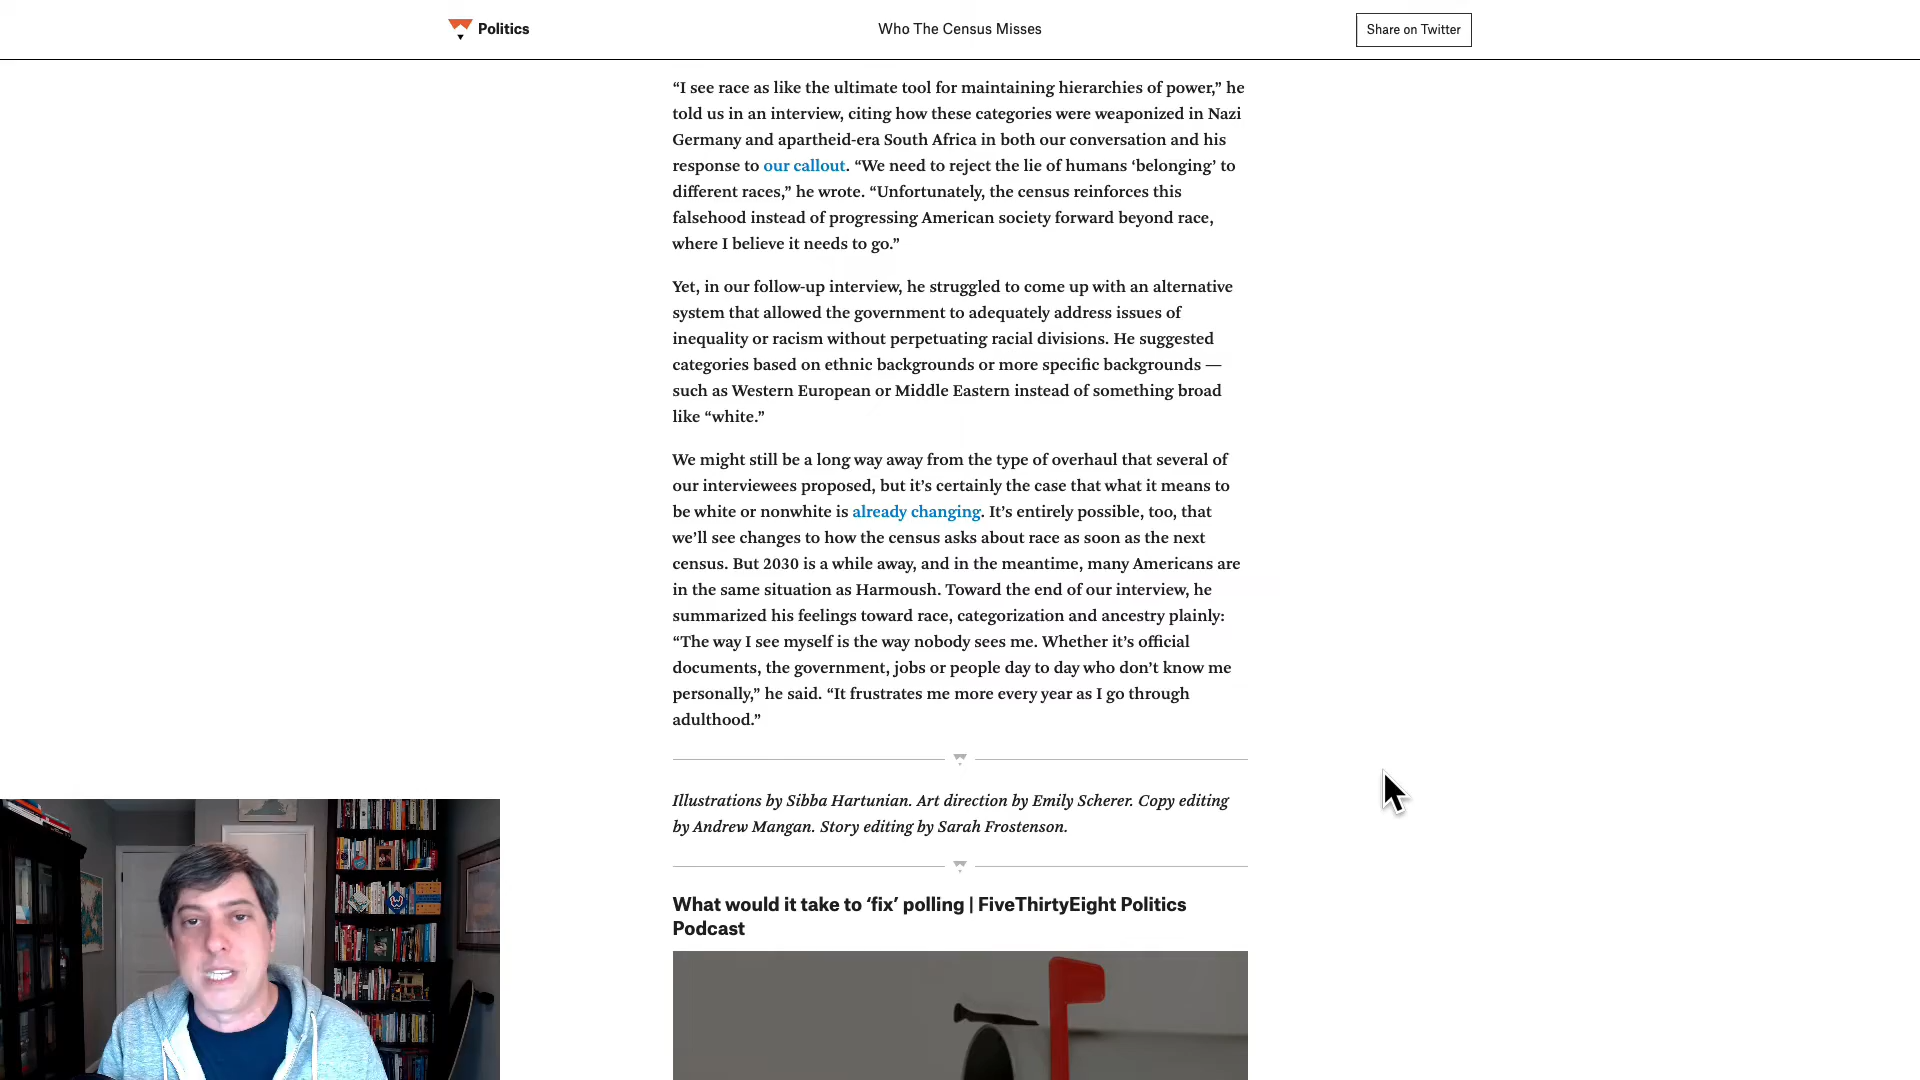 Politics
Who The Census Misses
Share on Twitter
“I see race as like the ultimate tool for maintaining hierarchies of power,” he
told us in an interview, citing how these categories were weaponized in Nazi
Germany and apartheid-era South Africa in both our conversation and his
response to our callout. “We need to reject the lie of humans ‘belonging’ to
different races,” he wrote. “Unfortunately, the census reinforces this
falsehood instead of progressing American society forward beyond race,
where I believe it needs to go.”
Yet, in our follow-up interview, he struggled to come up with an alternative
system that allowed the government to adequately address issues of
inequality or racism without perpetuating racial divisions. He suggested
categories based on ethnic backgrounds or more specific backgrounds —
such as Western European or Middle Eastern instead of something broad
like “white.”
We might still be a long way away from the type of overhaul that several of
our interviewees proposed, but it’s certainly the case that what it means to
be white or nonwhite is already changing. It’s entirely possible, too, that
we’ll see changes to how the census asks about race as soon as the next
census. But 2030 is a while away, and in the meantime, many Americans are
in the same situation as Harmoush. Toward the end of our interview, he
summarized his feelings toward race, categorization and ancestry plainly:
“The way I see myself is the way nobody sees me. Whether it’s official
documents, the government, jobs or people day to day who don’t know me
personally,” he said. “It frustrates me more every year as I go through
adulthood.”
Illustrations by Sibba Hartunian. Art direction by Emily Scherer. Copy editing
by Andrew Mangan. Story editing by Sarah Frostenson.
What would it take to ‘fix’ polling | FiveThirtyEight Politics
Podcast